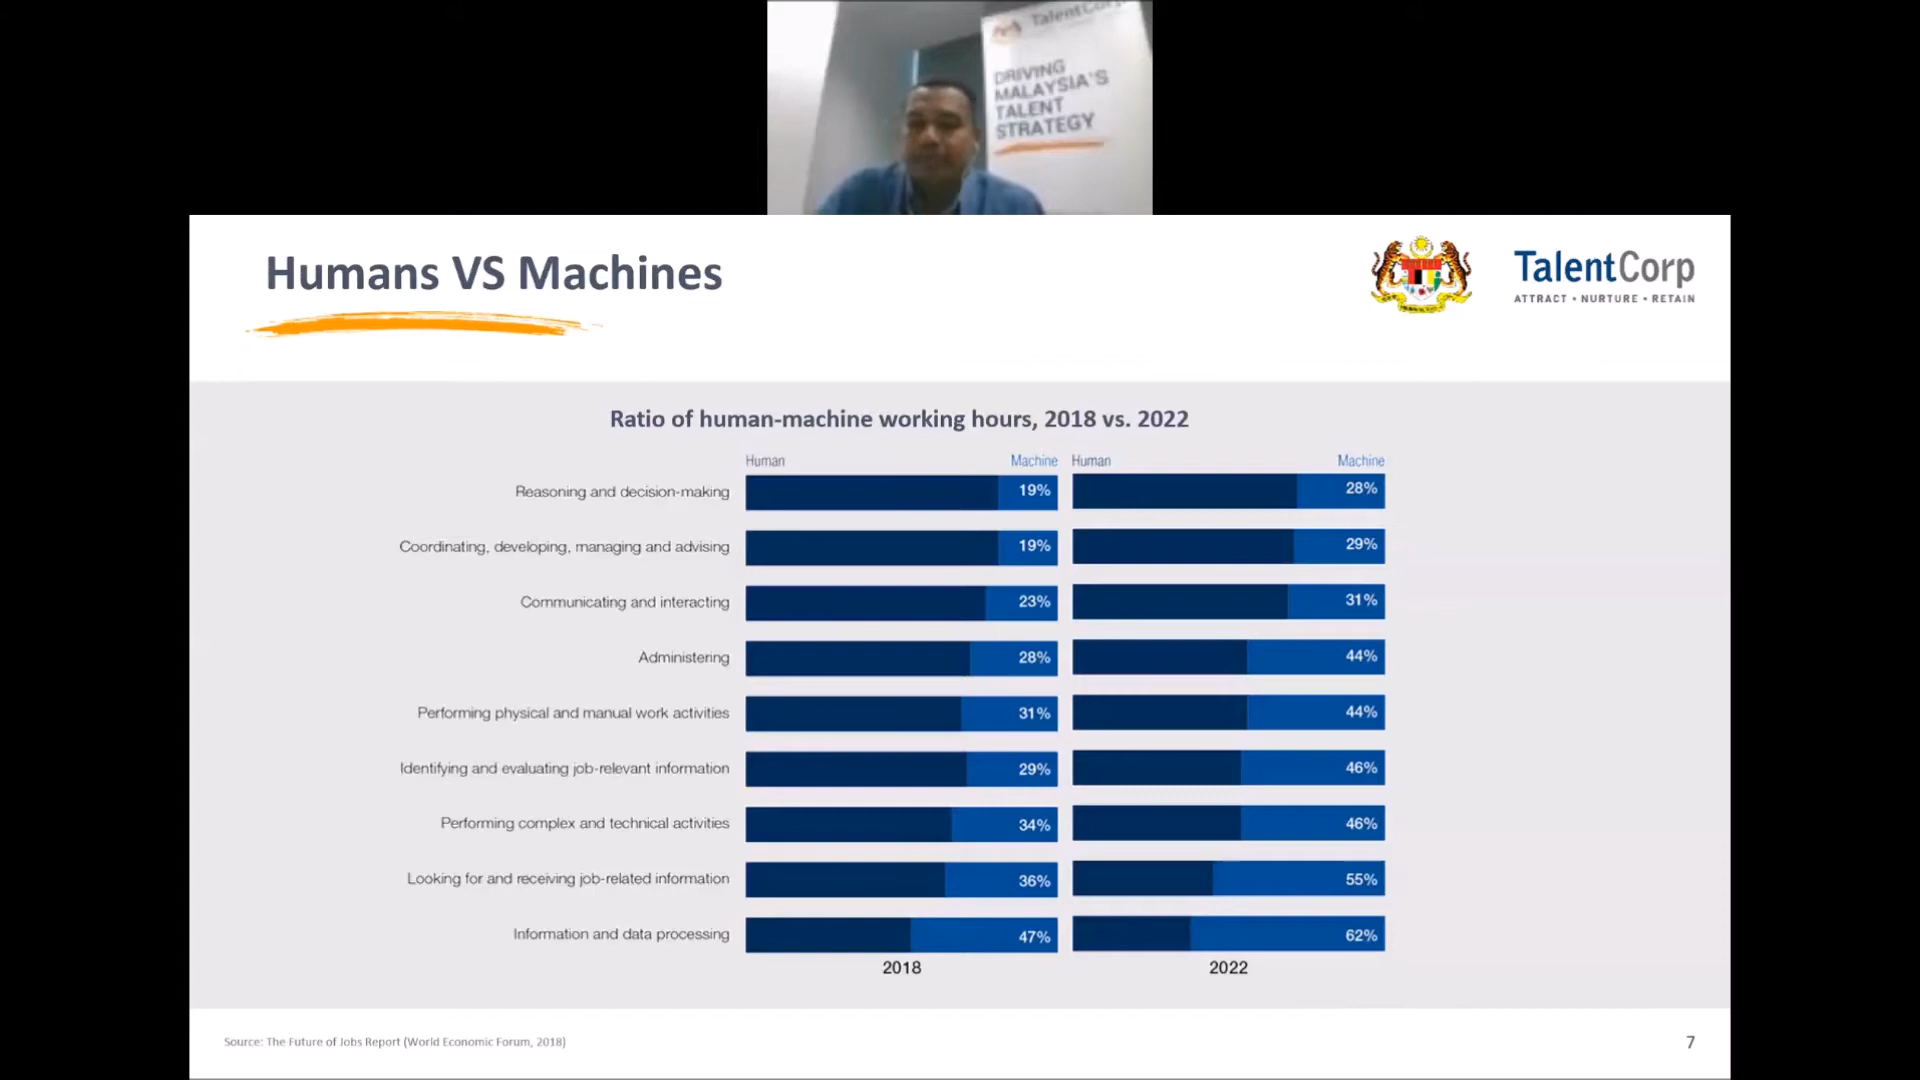 TalentCorp
DRIVING
MALAYSIA'S
TALENT
STRATEGY
Humans VS Machines
TalentCorp
ATTRACT • NURTURE • RETAIN
Ratio of human-machine working hours, 2018 vs. 2022
Human Machine Human Machine
Reasoning and decision-making 19% 28%
Coordinating, developing, managing and advising 19% 29%
Communicating and interacting 23% 31%
Administering 28% 44%
Performing physical and manual work activities 31% 44%
Identifying and evaluating job-relevant information 29% 46%
Performing complex and technical activities 34% 46%
Looking for and receiving job-related information 36% 55%
Information and data processing 47% 62%
2018 2022
Source: The Future of Jobs Report (World Economic Forum, 2018)
7